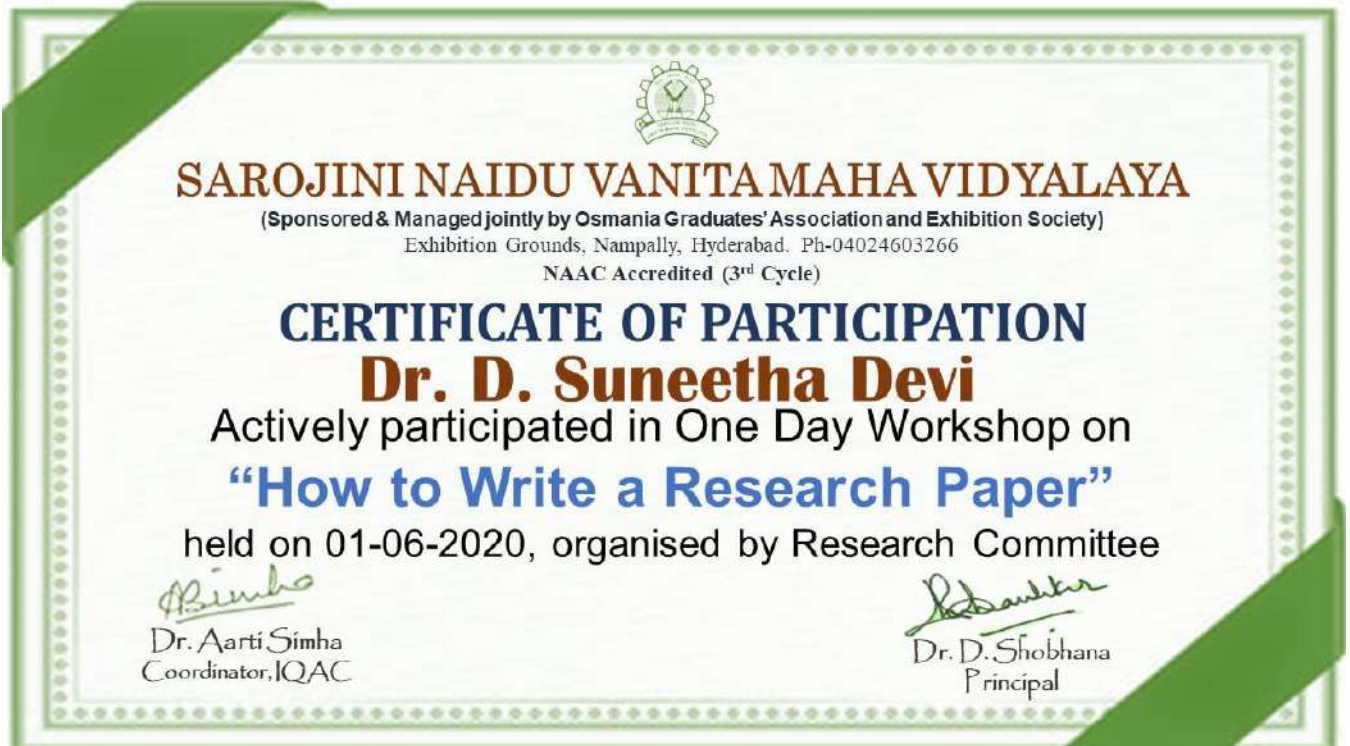 SAROJINI NAIDU VANITA MAHA VIDYALAYA
(Sponsored & Managed jointly by Osmania Graduates' Association and Exhibition Society)
Exhibition Grounds, Nampally, Hyderabad. Ph-04024603266
NAAC Accredited (3rd Cycle)
CERTIFICATE OF PARTICIPATION
Dr. D. Suneetha Devi
Actively participated in One Day Workshop on
“How to Write a Research Paper”
held on 01-06-2020, organised by Research Committee
Dr. Aarti Simha
Coordinator, IQAC
Dr. D. Shobhana
Principal